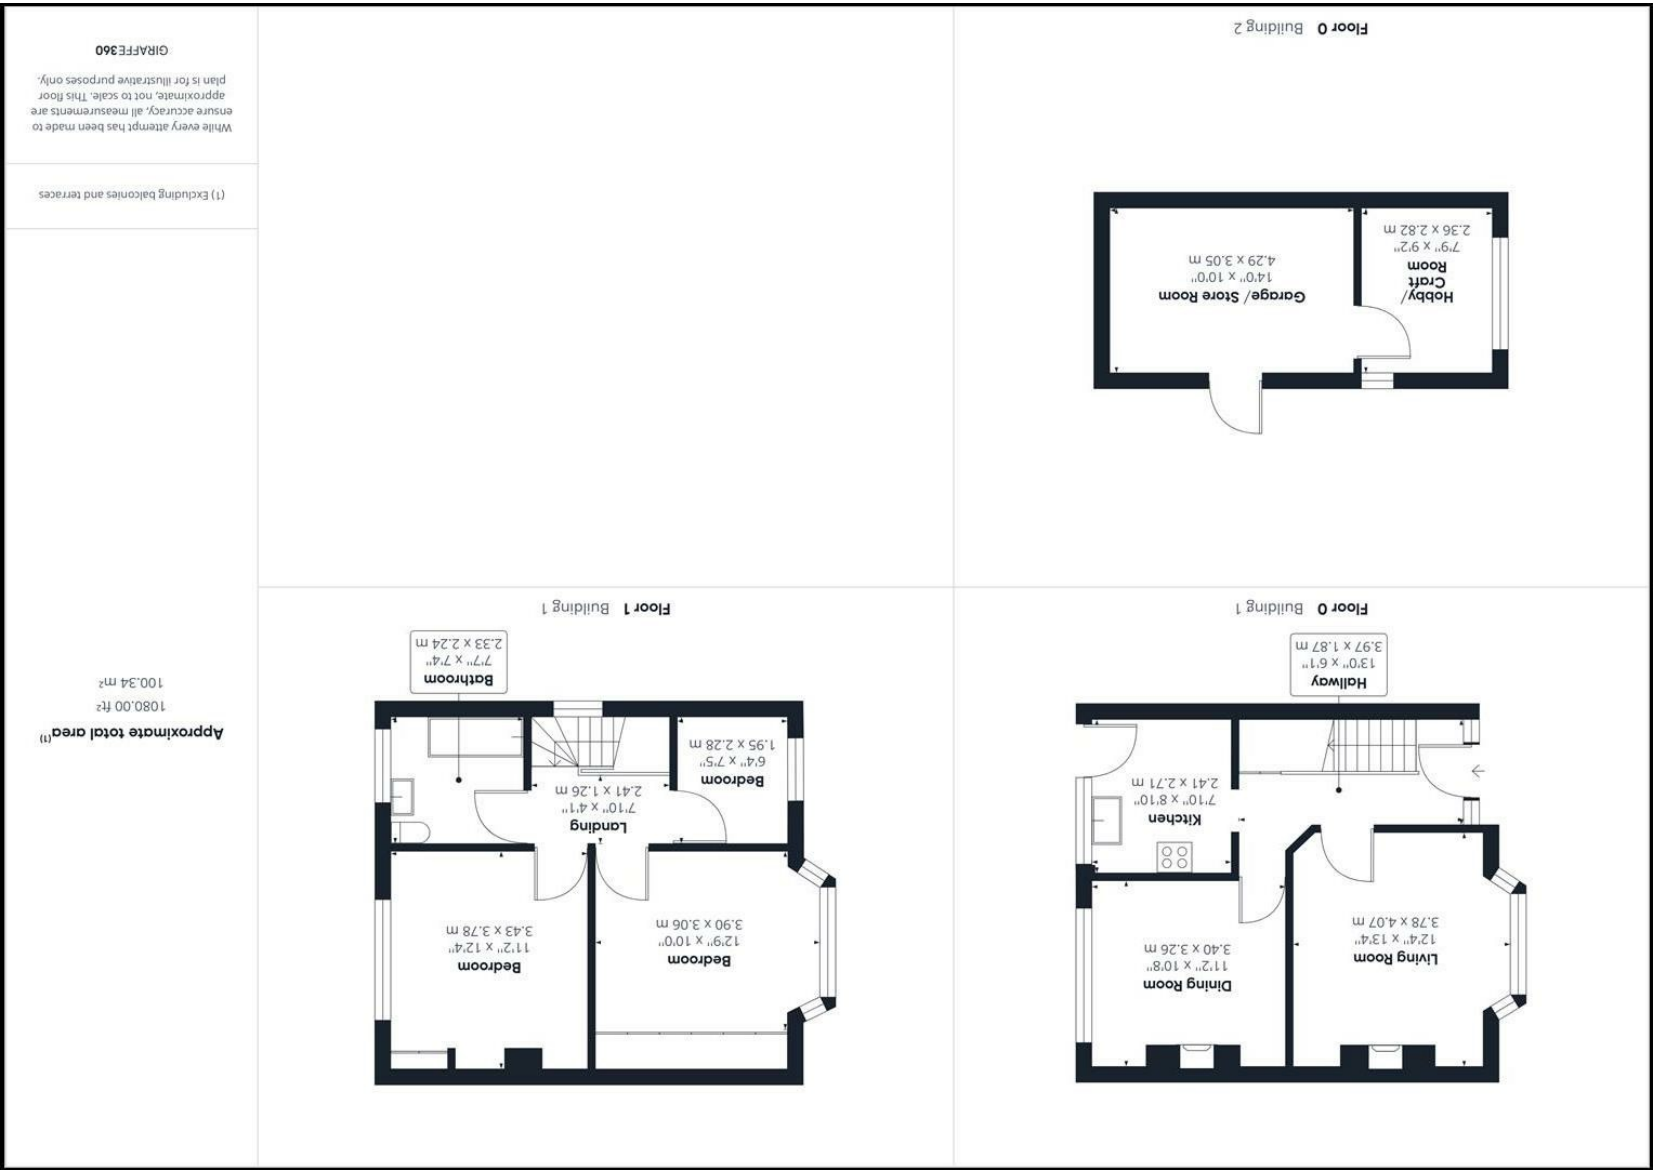 Living Room
12'4" x 13'4"
3.78 x 4.07 m
Dining Room
11'2" x 10'8"
3.40 x 3.26 m
Kitchen
7'10" x 8'10"
2.41 x 2.71 m
Hallway
13'0" x 6'1"
3.97 x 1.87 m
Floor 0 Building 1
Bedroom
12'9" x 10'0"
3.90 x 3.06 m
Bedroom
11'2" x 12'4"
3.43 x 3.78 m
Landing
7'10" x 4'1"
2.41 x 1.26 m
Bedroom
6'4" x 7'5"
1.95 x 2.28 m
Bathroom
7'7" x 7'4"
2.33 x 2.24 m
Floor 1 Building 1
Hobby/
Craft
Room
7'9" x 9'2"
2.36 x 2.82 m
Garage/ Store Room
14'0" x 10'0"
4.29 x 3.05 m
Floor 0 Building 2
Approximate total area(1)
1080.00 ft²
100.34 m²
(1) Excluding balconies and terraces
While every attempt has been made to
ensure accuracy, all measurements are
approximate, not to scale. This floor
plan is for illustrative purposes only.
GIRAFFE360